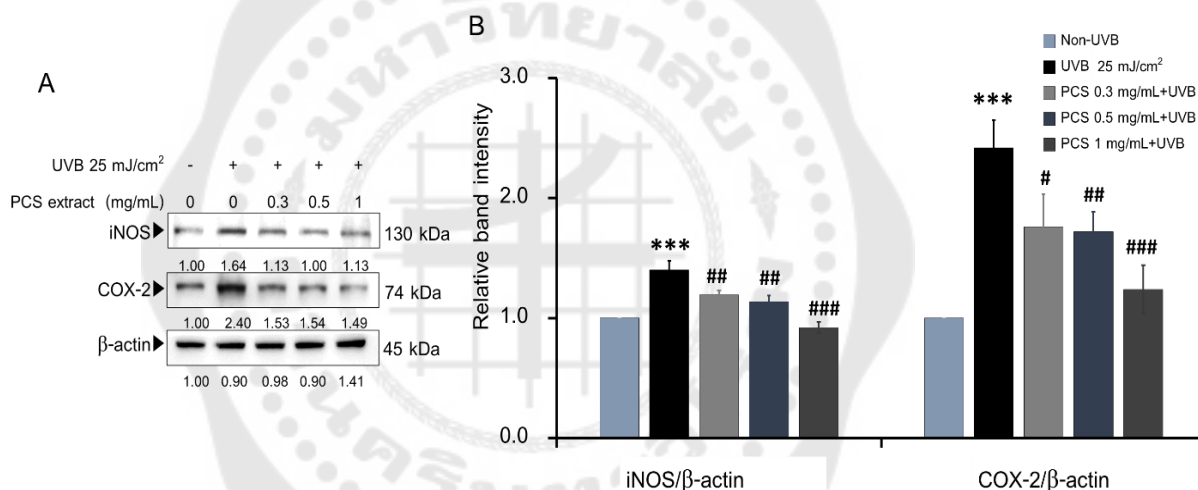 A
UVB 25 mJ/cm² - + + + +
PCS extract (mg/mL) 0 0 0.3 0.5 1
iNOS 130 kDa
1.00 1.64 1.13 1.00 1.13
COX-2 74 kDa
1.00 2.40 1.53 1.54 1.49
β-actin 45 kDa
1.00 0.90 0.98 0.90 1.41
B
Relative band intensity
3.0
2.0
1.0
0.0
*** ## ## ###
*** # ## ###
iNOS/β-actin
COX-2/β-actin
Non-UVB
UVB 25 mJ/cm²
PCS 0.3 mg/mL+UVB
PCS 0.5 mg/mL+UVB
PCS 1 mg/mL+UVB